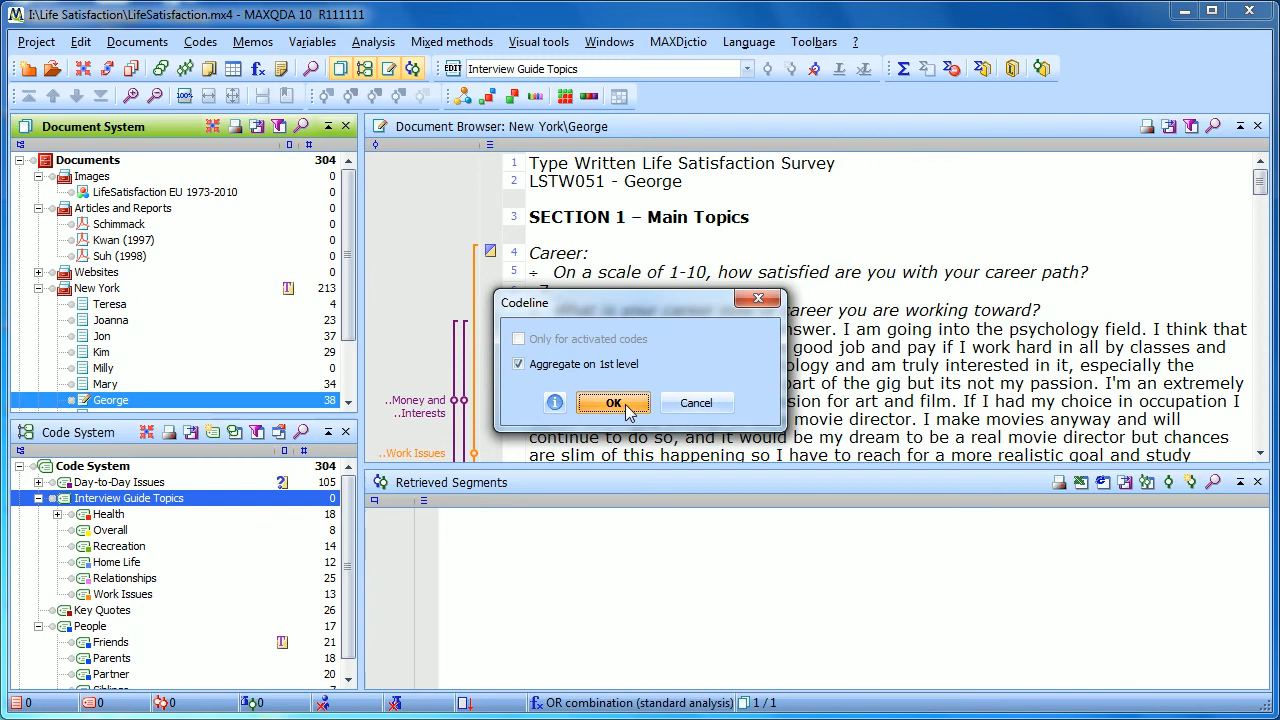 I:\Life Satisfaction\LifeSatisfaction.mx4 - MAXQDA 10 R111111
Project Edit Documents Codes Memos Variables Analysis Mixed methods Visual tools Windows MAXDictio Language Toolbars ?
EDIT Interview Guide Topics
100%
Document System
Documents 304
Images 0
LifeSatisfaction EU 1973-2010 0
Articles and Reports 0
Schimmack 0
Kwan (1997) 0
Suh (1998) 0
Websites 0
New York 213
Teresa 4
Joanna 23
Jon 37
Kim 29
Milly 0
Mary 34
George 38
Code System
Code System 304
Day-to-Day Issues 105
Interview Guide Topics 0
Health 18
Overall 8
Recreation 14
Home Life 12
Relationships 25
Work Issues 13
Key Quotes 26
People 17
Friends 21
Parents 18
Partner 20
Document Browser: New York\George
1 Type Written Life Satisfaction Survey
2 LSTW051 - George
3 SECTION 1 – Main Topics
4 Career:
5 ÷ On a scale of 1-10, how satisfied are you with your career path?
career you are working toward?
answer. I am going into the psychology field. I think that
good job and pay if I work hard in all by classes and
ology and am truly interested in it, especially the
part of the gig but its not my passion. I'm an extremely
sion for art and film. If I had my choice in occupation I
movie director. I make movies anyway and will
continue to do so, and it would be my dream to be a real movie director but chances
are slim of this happening so I have to reach for a more realistic goal and study
..Money and
..Interests
..Work Issues
Codeline
Only for activated codes
Aggregate on 1st level
OK Cancel
Retrieved Segments
0 0 0 0 OR combination (standard analysis) 1 / 1